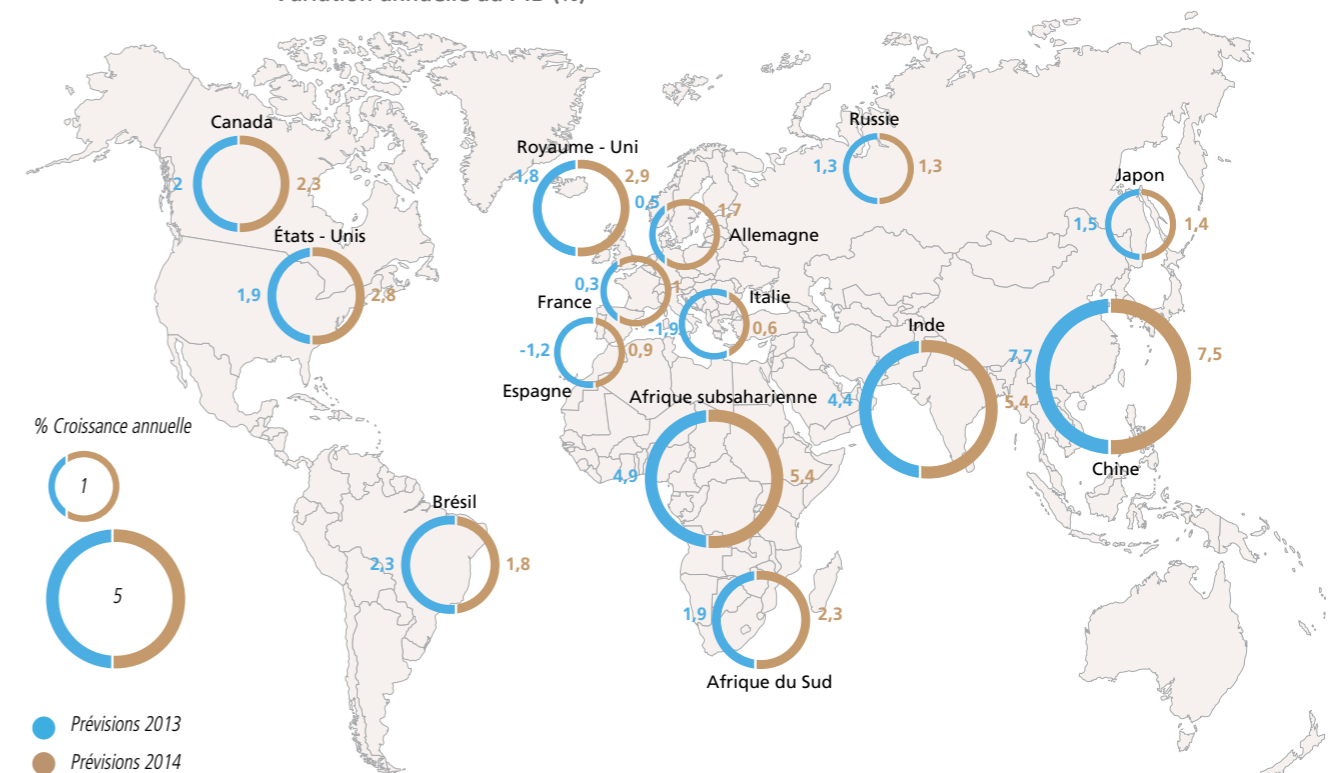 Variation annuelle du PIB (%)
Canada
2
2,3
États - Unis
1,9
2,8
Royaume - Uni
1,8
2,9
0,5
1,7
Allemagne
France
0,3
1
Italie
-1,9
0,6
-1,2
0,9
Espagne
Russie
1,3
1,3
Japon
1,5
1,4
Inde
4,4
5,4
7,7
7,5
Chine
Afrique subsaharienne
4,9
5,4
Brésil
2,3
1,8
1,9
2,3
Afrique du Sud
% Croissance annuelle
1
5
Prévisions 2013
Prévisions 2014